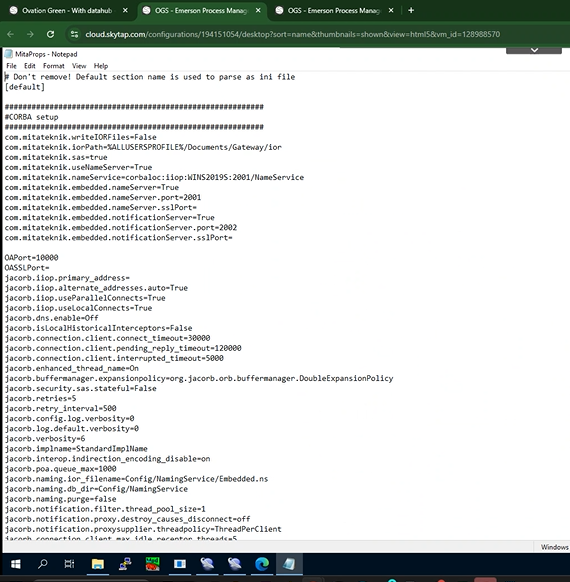 Ovation Green - With datahub
OGS - Emerson Process Manag
OGS - Emerson Process Manag
cloud.skytap.com/configurations/194151054/desktop?sort=name&thumbnails=shown&view=html5&vm_id=128988570
MitaProps - Notepad
File Edit Format View Help
# Don't remove! Default section name is used to parse as ini file
[default]
##########################################################
#CORBA setup
##########################################################
com.mitateknik.writeIORFiles=False
com.mitateknik.iorPath=%ALLUSERSPROFILE%/Documents/Gateway/ior
com.mitateknik.sas=true
com.mitateknik.useNameServer=True
com.mitateknik.nameService=corbaloc:iiop:WINS2019S:2001/NameService
com.mitateknik.embedded.nameServer=True
com.mitateknik.embedded.nameServer.port=2001
com.mitateknik.embedded.nameServer.sslPort=
com.mitateknik.embedded.notificationServer=True
com.mitateknik.embedded.notificationServer.port=2002
com.mitateknik.embedded.notificationServer.sslPort=
OAPort=10000
OASSLPort=
jacorb.iiop.primary_address=
jacorb.iiop.alternate_addresses.auto=True
jacorb.iiop.useParallelConnects=True
jacorb.iiop.useLocalConnects=True
jacorb.dns.enable=Off
jacorb.isLocalHistoricalInterceptors=False
jacorb.connection.client.connect_timeout=30000
jacorb.connection.client.pending_reply_timeout=120000
jacorb.connection.client.interrupted_timeout=5000
jacorb.enhanced_thread_name=On
jacorb.buffermanager.expansionpolicy=org.jacorb.orb.buffermanager.DoubleExpansionPolicy
jacorb.security.sas.stateful=False
jacorb.retries=5
jacorb.retry_interval=500
jacorb.config.log.verbosity=0
jacorb.log.default.verbosity=0
jacorb.verbosity=6
jacorb.implname=StandardImplName
jacorb.interop.indirection_encoding_disable=on
jacorb.poa.queue_max=1000
jacorb.naming.ior_filename=Config/NamingService/Embedded.ns
jacorb.naming.db_dir=Config/NamingService
jacorb.naming.purge=false
jacorb.notification.filter.thread_pool_size=1
jacorb.notification.proxy.destroy_causes_disconnect=off
jacorb.notification.proxysupplier.threadpolicy=ThreadPerClient
jacorb.connection.client.max_idle_receptor_threads=5
Windows